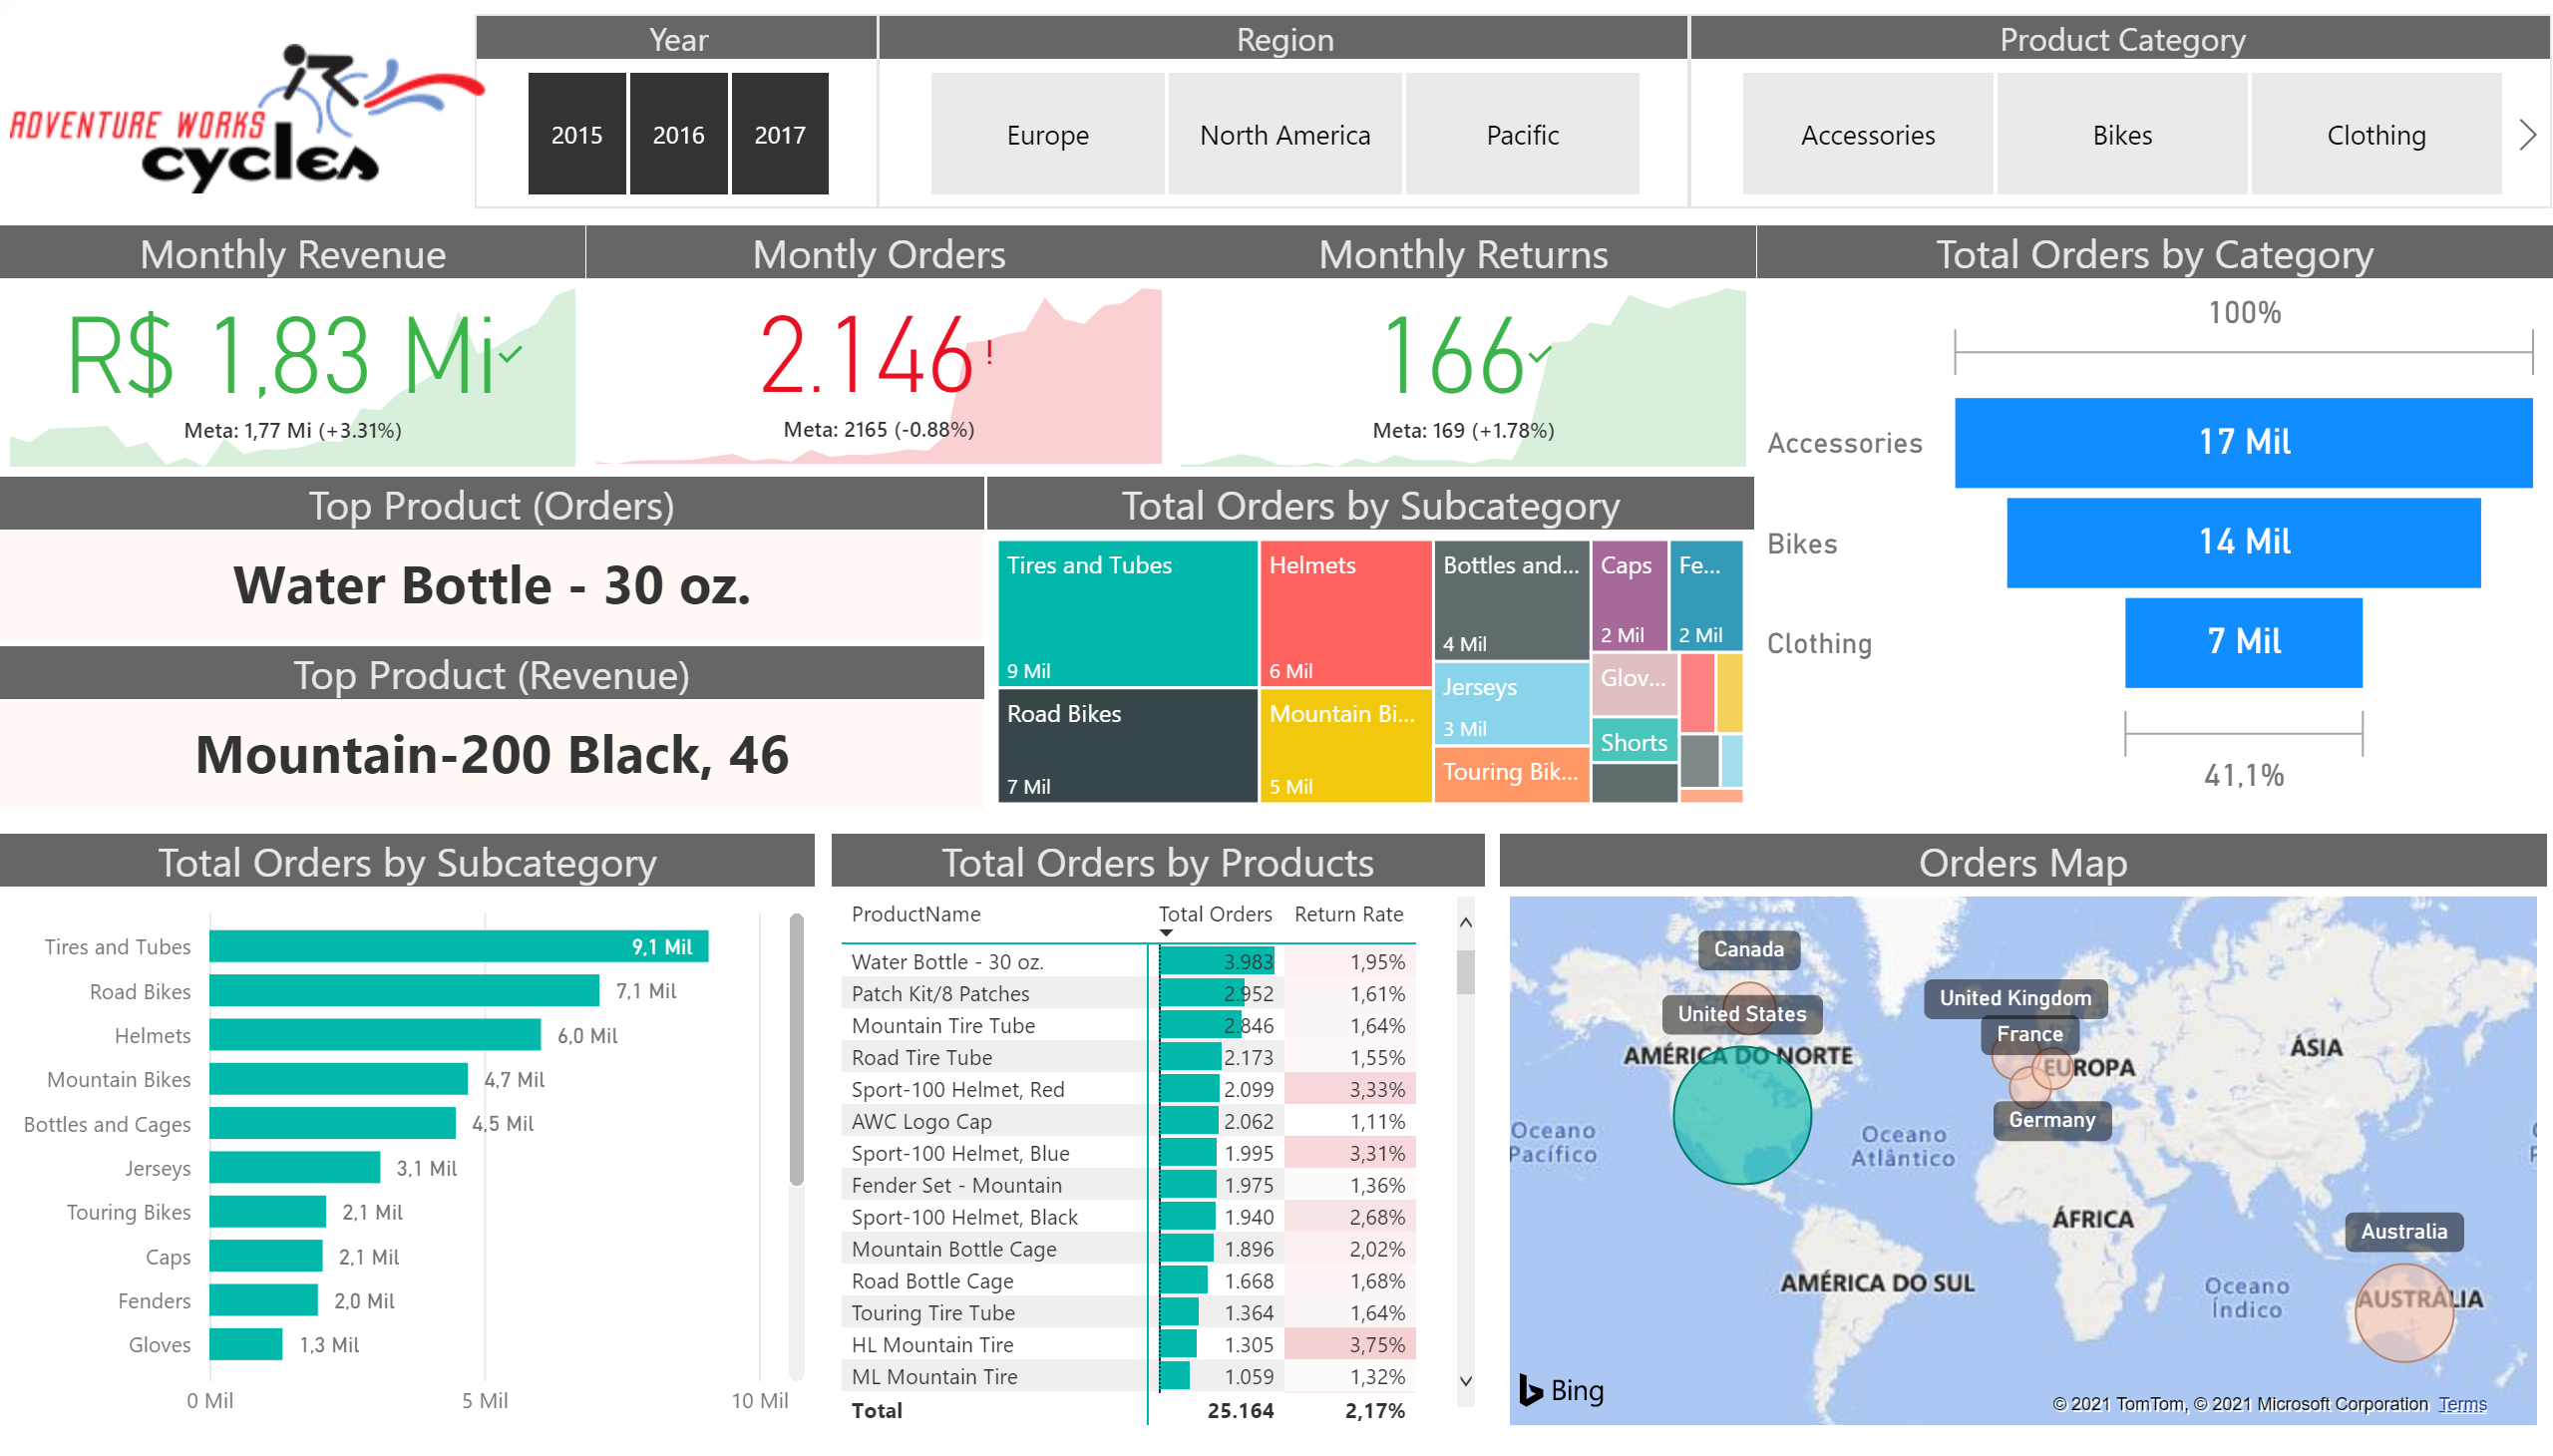 ADVENTURE WORKS
cycles
Year
2015
2016
2017
Region
Europe
North America
Pacific
Product Category
Accessories
Bikes
Clothing
Monthly Revenue
R$ 1,83 Mi
Meta: 1,77 Mi (+3.31%)
Montly Orders
2.146!
Meta: 2165 (-0.88%)
Monthly Returns
166
Meta: 169 (+1.78%)
Total Orders by Category
100%
Accessories
17 Mil
Bikes
14 Mil
Clothing
7 Mil
41,1%
Top Product (Orders)
Water Bottle - 30 oz.
Top Product (Revenue)
Mountain-200 Black, 46
Total Orders by Subcategory
Tires and Tubes
9 Mil
Road Bikes
7 Mil
Helmets
6 Mil
Mountain Bi...
5 Mil
Bottles and...
4 Mil
Jerseys
3 Mil
Touring Bik...
Caps
2 Mil
Fe...
2 Mil
Glov...
Shorts
Total Orders by Subcategory
Tires and Tubes 9,1 Mil
Road Bikes 7,1 Mil
Helmets 6,0 Mil
Mountain Bikes 4,7 Mil
Bottles and Cages 4,5 Mil
Jerseys 3,1 Mil
Touring Bikes 2,1 Mil
Caps 2,1 Mil
Fenders 2,0 Mil
Gloves 1,3 Mil
0 Mil 5 Mil 10 Mil
Total Orders by Products
ProductName Total Orders Return Rate
Water Bottle - 30 oz. 3.983 1,95%
Patch Kit/8 Patches 2.952 1,61%
Mountain Tire Tube 2.846 1,64%
Road Tire Tube 2.173 1,55%
Sport-100 Helmet, Red 2.099 3,33%
AWC Logo Cap 2.062 1,11%
Sport-100 Helmet, Blue 1.995 3,31%
Fender Set - Mountain 1.975 1,36%
Sport-100 Helmet, Black 1.940 2,68%
Mountain Bottle Cage 1.896 2,02%
Road Bottle Cage 1.668 1,68%
Touring Tire Tube 1.364 1,64%
HL Mountain Tire 1.305 3,75%
ML Mountain Tire 1.059 1,32%
Total 25.164 2,17%
Orders Map
Canada
United States
AMÉRICA DO NORTE
United Kingdom
France
EUROPA
Germany
ÁSIA
Oceano
Pacífico
Oceano
Atlântico
ÁFRICA
AMÉRICA DO SUL
Oceano
Índico
Australia
AUSTRÁLIA
Bing
© 2021 TomTom, © 2021 Microsoft Corporation Terms